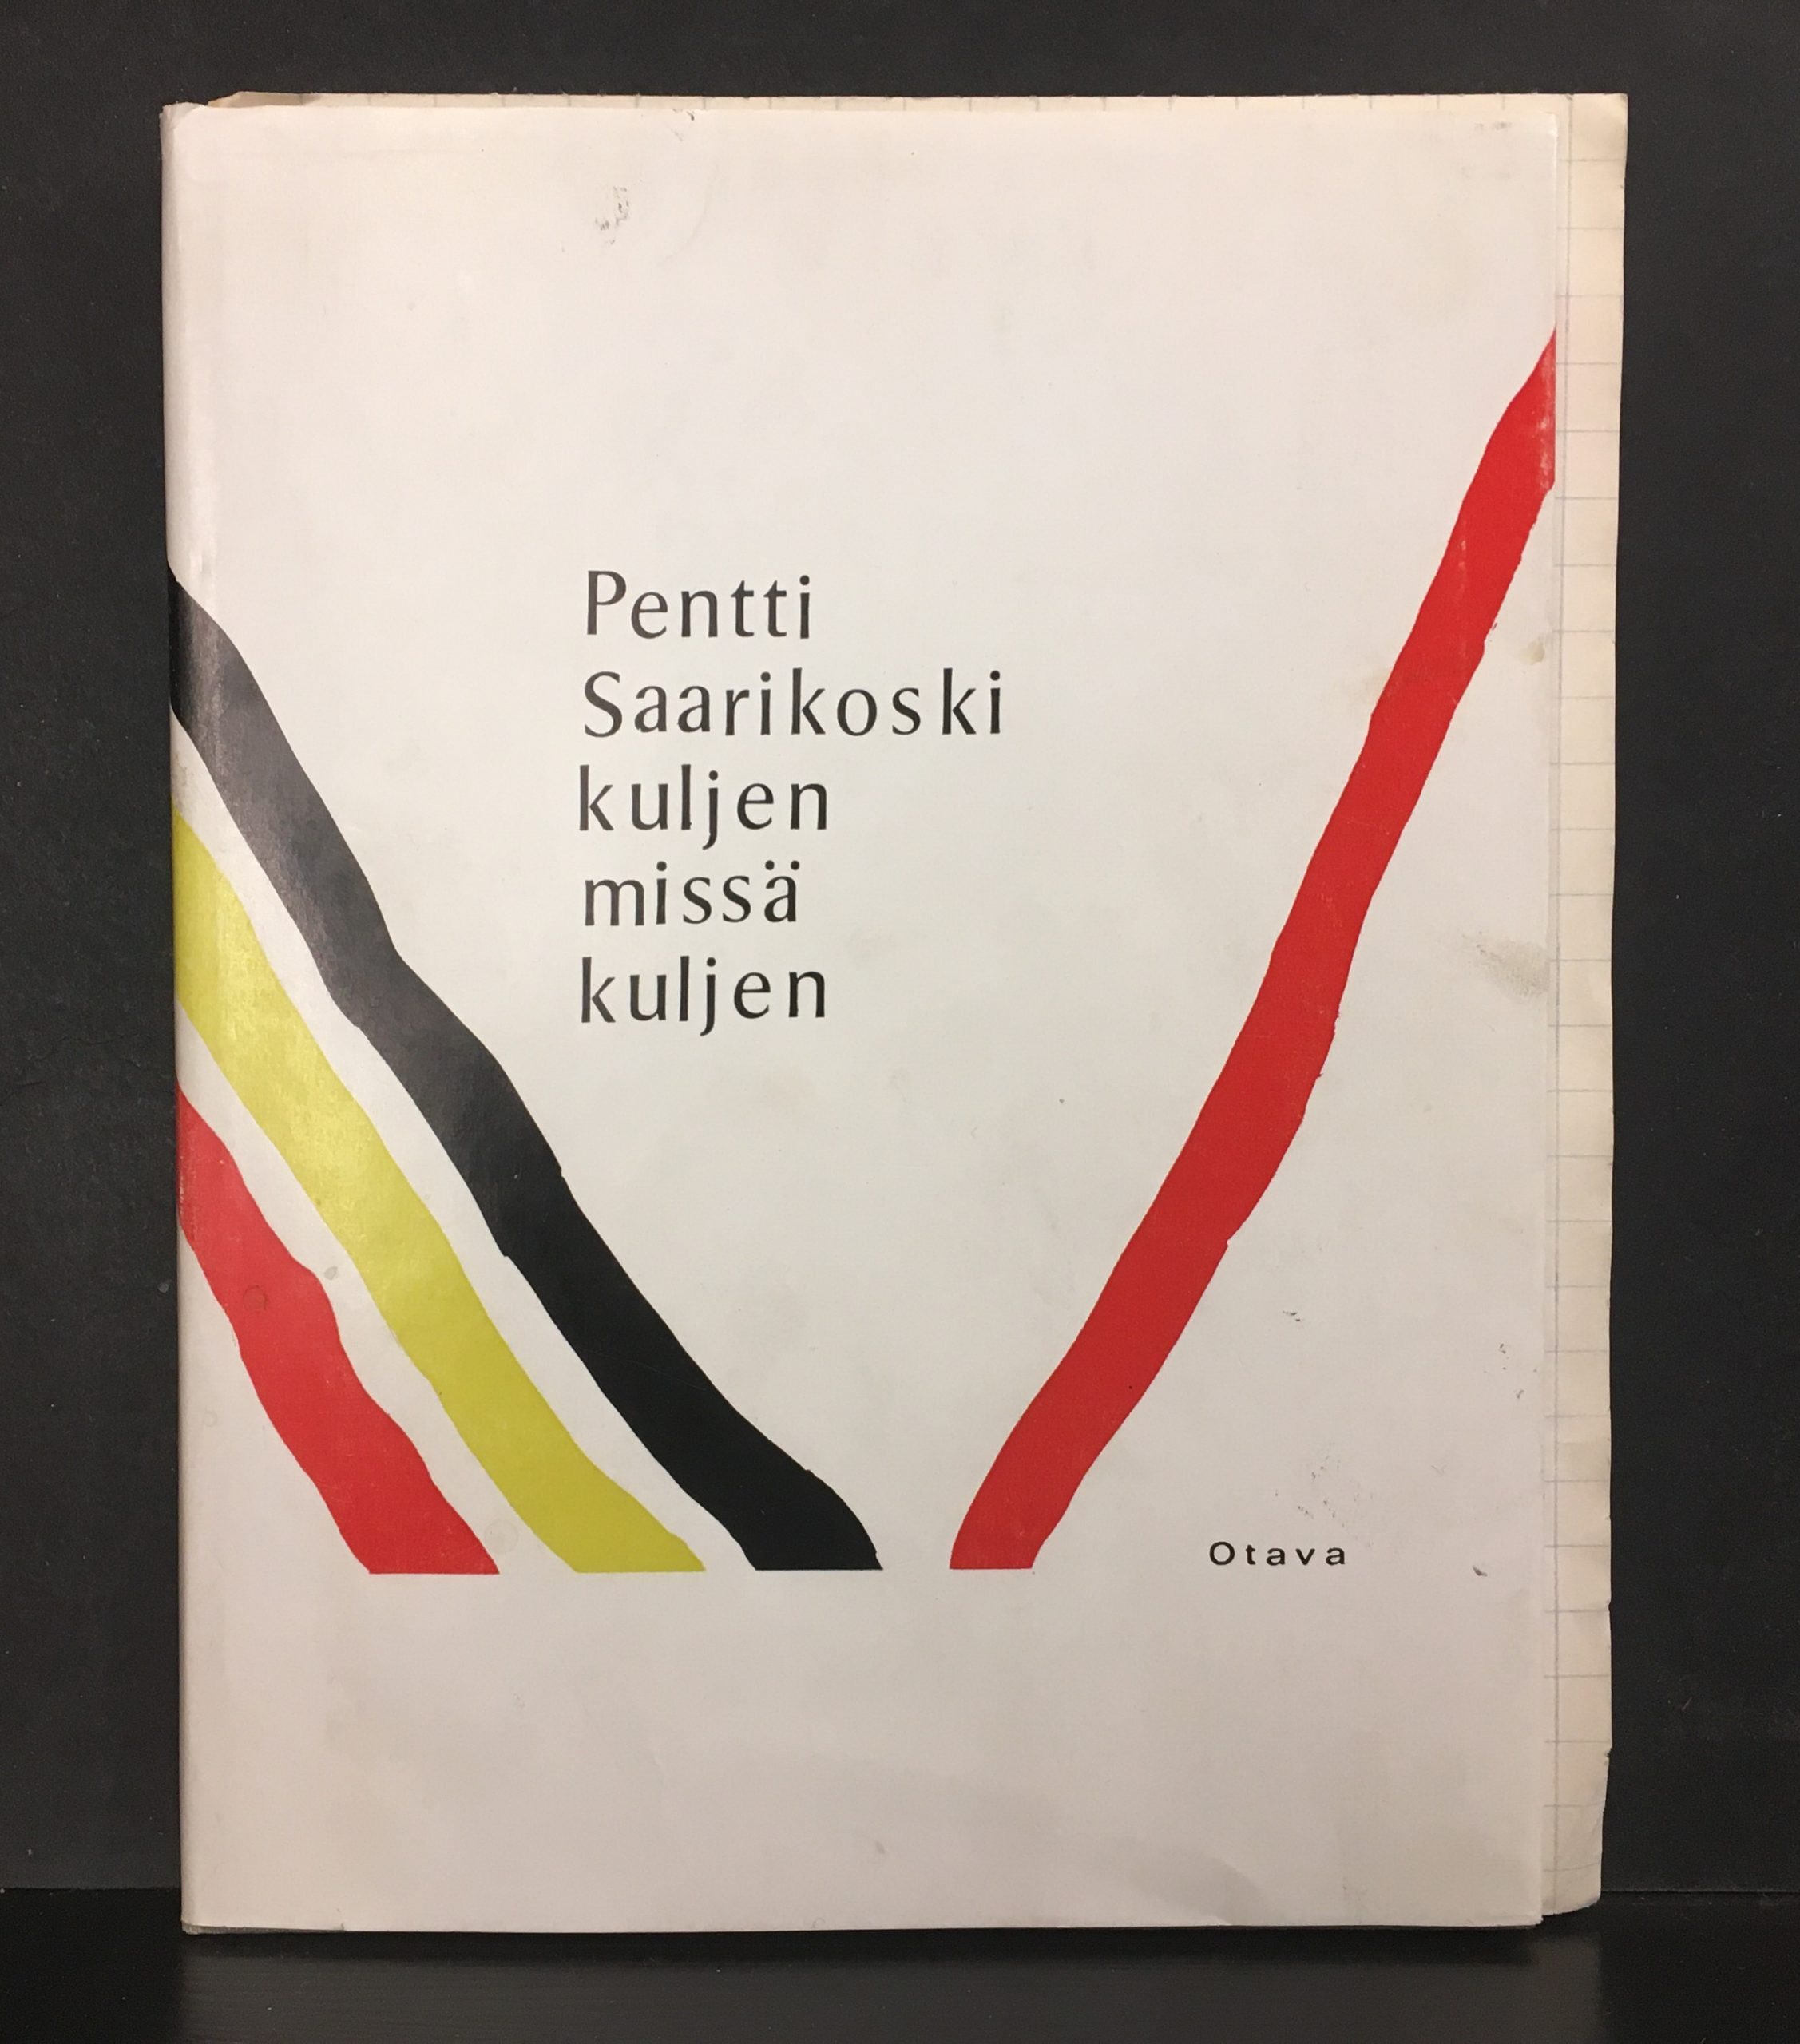 Pentti
Saarikoski
kuljen
missä
kuljen
Otava